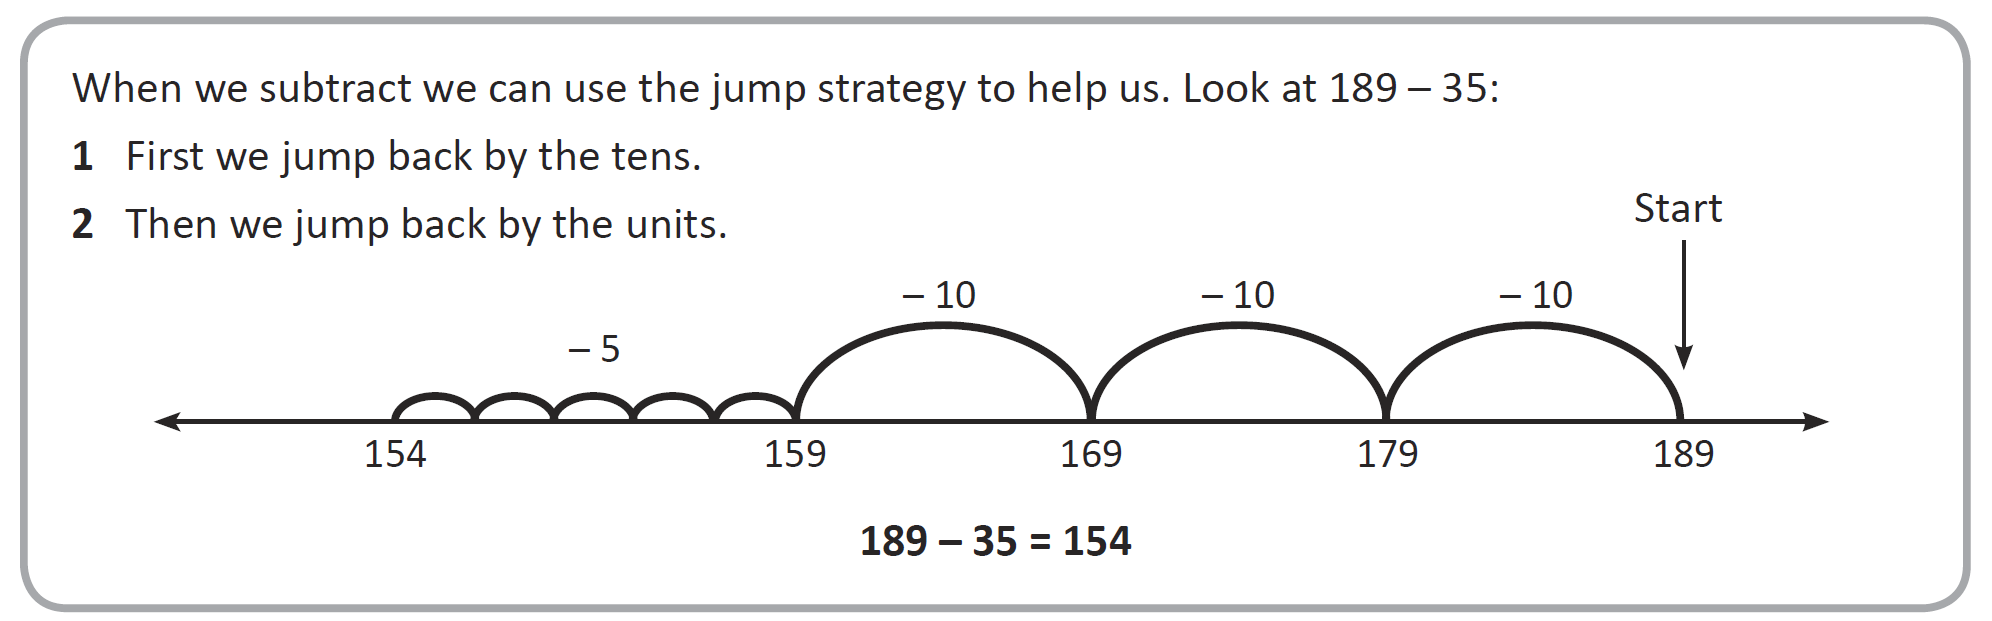 When we subtract we can use the jump strategy to help us. Look at 189 – 35:
1 First we jump back by the tens.
2 Then we jump back by the units.
Start
– 5
– 10
– 10
– 10
154
159
169
179
189
189 – 35 = 154